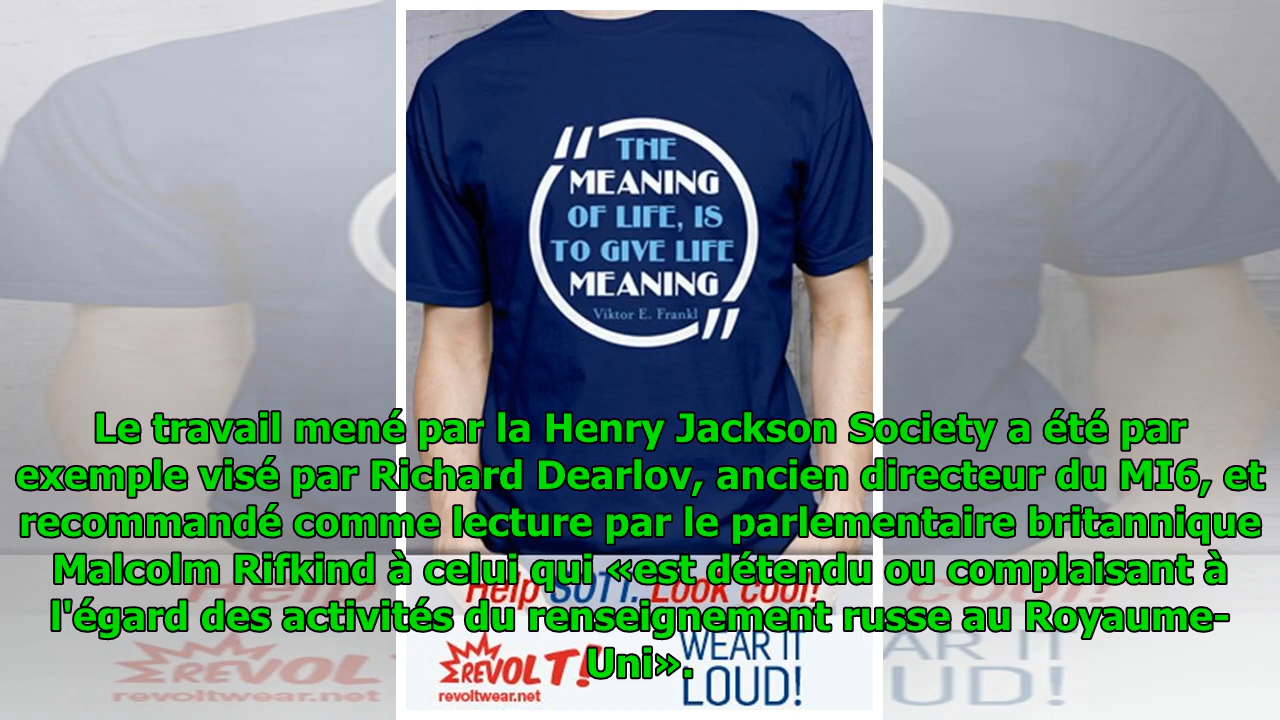 THE
MEANING
OF LIFE, IS
TO GIVE LIFE
MEANING
Viktor E. Frankl
Le travail mené par la Henry Jackson Society a été par
exemple visé par Richard Dearlov, ancien directeur du MI6, et
recommandé comme lecture par le parlementaire britannique
Malcolm Rifkind à celui qui «est détendu ou complaisant à
l'égard des activités du renseignement russe au Royaume-
Uni».
Help SOTT. Look cool!
REVOLT!
revoltwear.net
WEAR IT
LOUD!